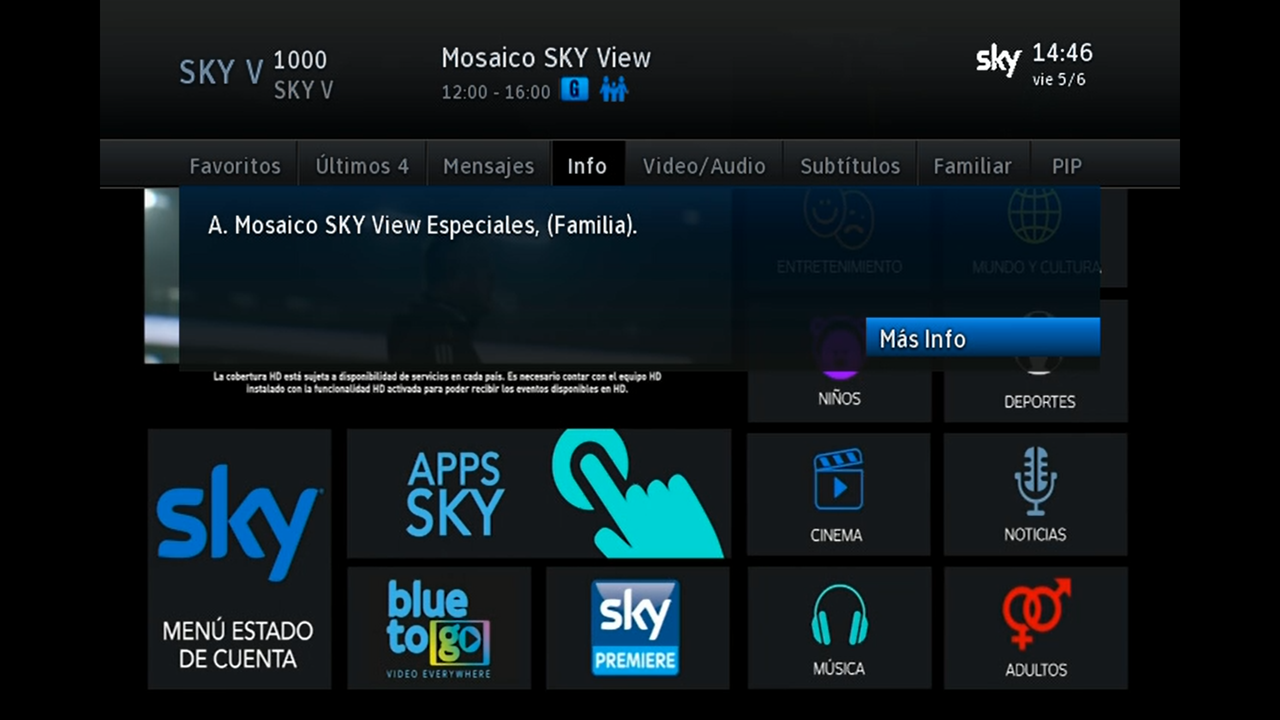 SKY V 1000
SKY V
Mosaico SKY View
12:00 - 16:00 G
sky 14:46
vie 5/6
Favoritos Últimos 4 Mensajes Info Video/Audio Subtítulos Familiar PIP
A. Mosaico SKY View Especiales, (Familia).
ENTRETENIMIENTO
MUNDO Y CULTURA
Más Info
La cobertura HD está sujeta a disponibilidad de servicios en cada país. Es necesario contar con el equipo HD
instalado con la funcionalidad HD activada para poder recibir los eventos disponibles en HD.
NIÑOS
DEPORTES
sky
MENÚ ESTADO
DE CUENTA
APPS
SKY
CINEMA
NOTICIAS
blue
to go
VIDEO EVERYWHERE
sky
PREMIERE
MÚSICA
ADULTOS